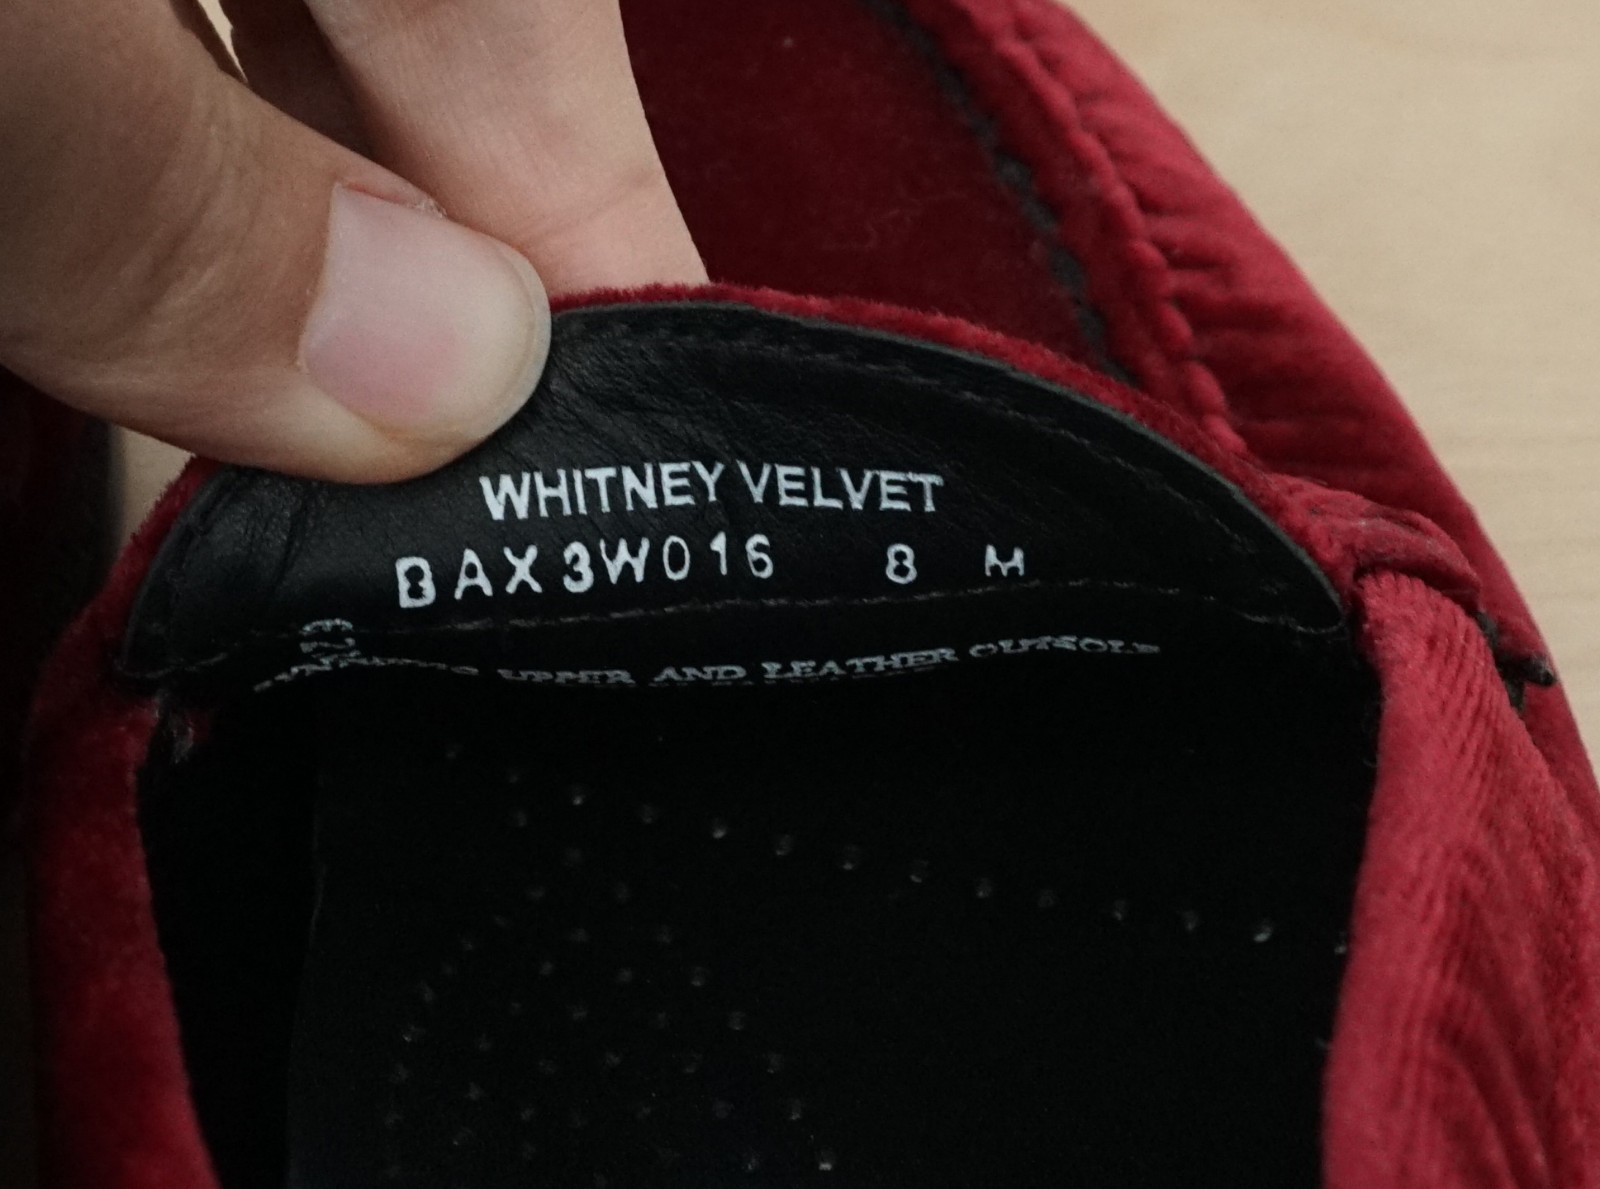 WHITNEY VELVET
BAX3W016 8 M
UPPER AND LEATHER OUTSOLE